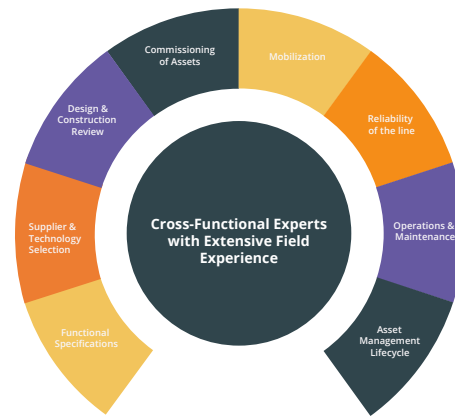 Commissioning
of Assets
Mobilization
Design &
Construction
Review
Reliability
of the line
Supplier &
Technology
Selection
Cross-Functional Experts
with Extensive Field
Experience
Operations &
Maintenance
Functional
Specifications
Asset
Management
Lifecycle